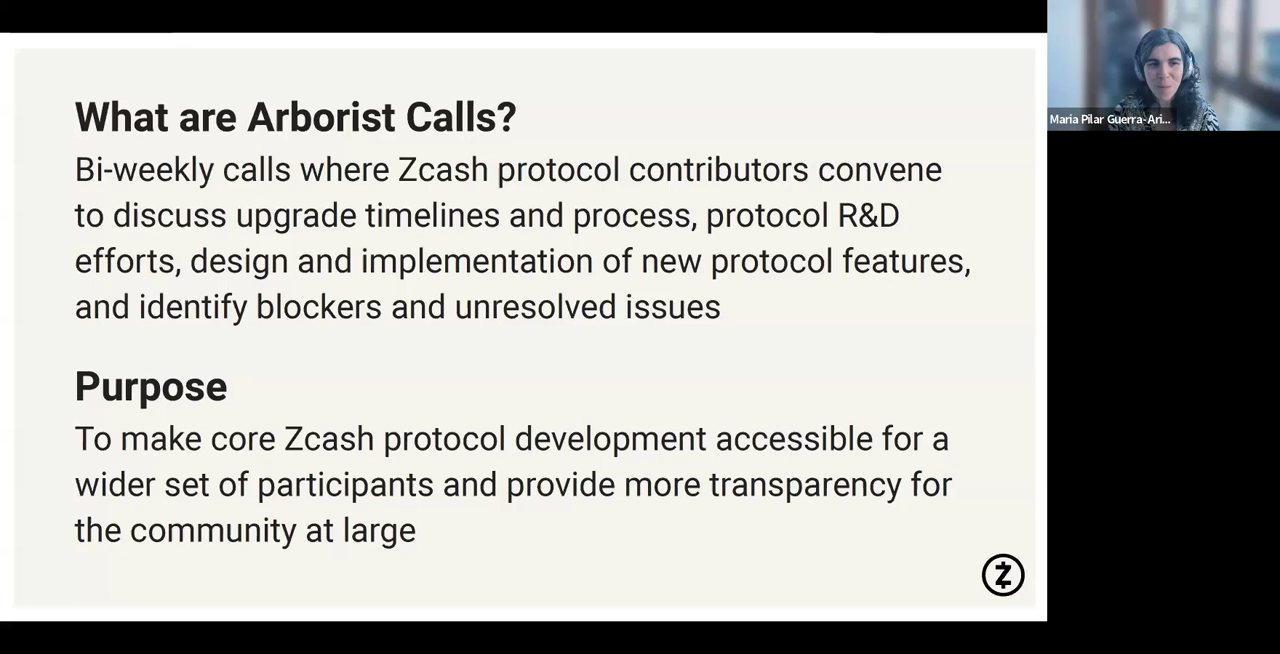 What are Arborist Calls?
Bi-weekly calls where Zcash protocol contributors convene
to discuss upgrade timelines and process, protocol R&D
efforts, design and implementation of new protocol features,
and identify blockers and unresolved issues
Purpose
To make core Zcash protocol development accessible for a
wider set of participants and provide more transparency for
the community at large
Maria Pilar Guerra-Ari...